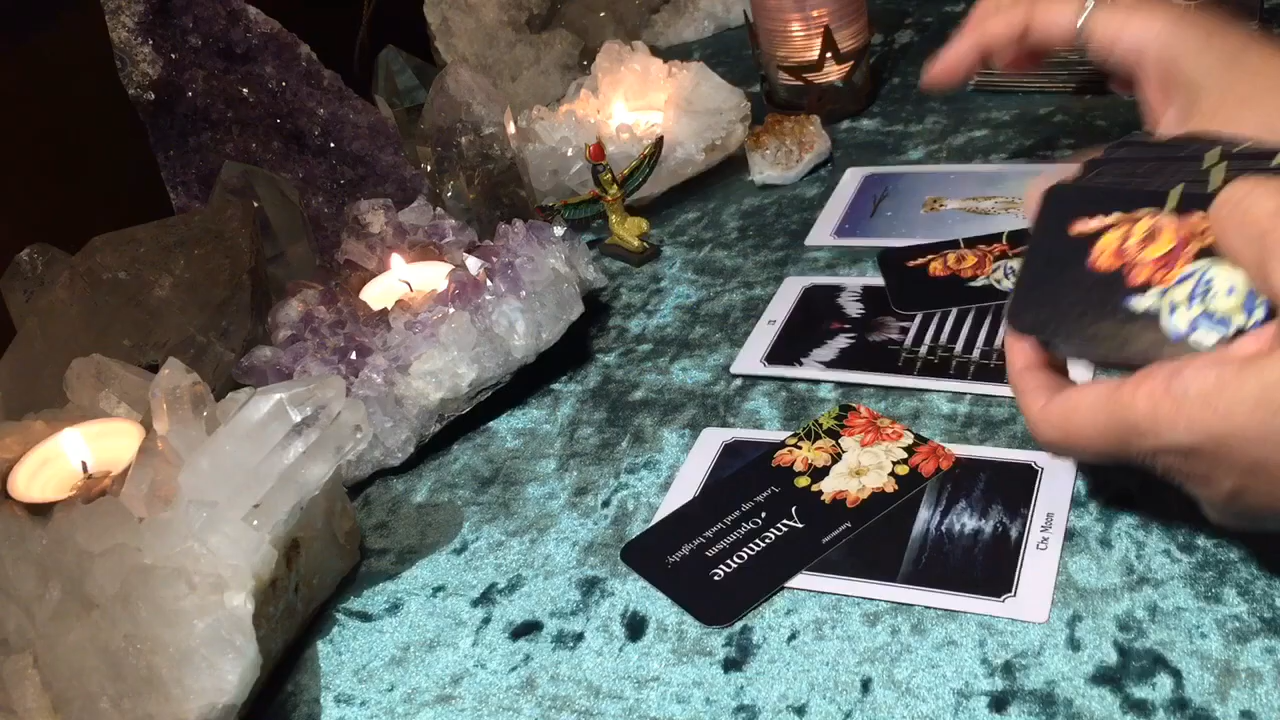 Anemone
Anemone
• Optimism
'Look up and look brightly.'
The Moon